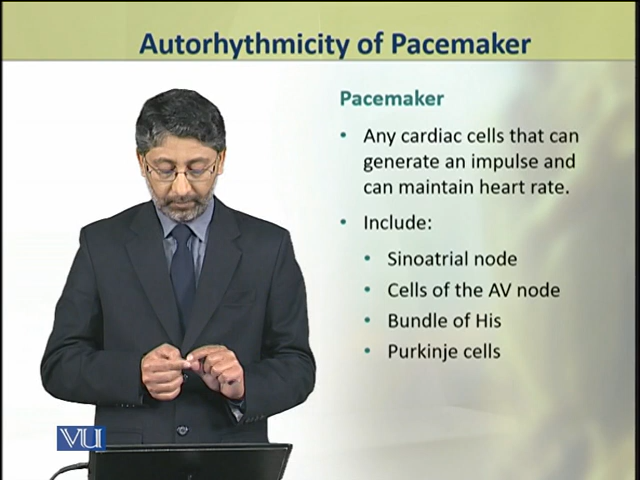 Autorhythmicity of Pacemaker
Pacemaker
• Any cardiac cells that can
generate an impulse and
can maintain heart rate.
• Include:
• Sinoatrial node
• Cells of the AV node
• Bundle of His
• Purkinje cells
VU